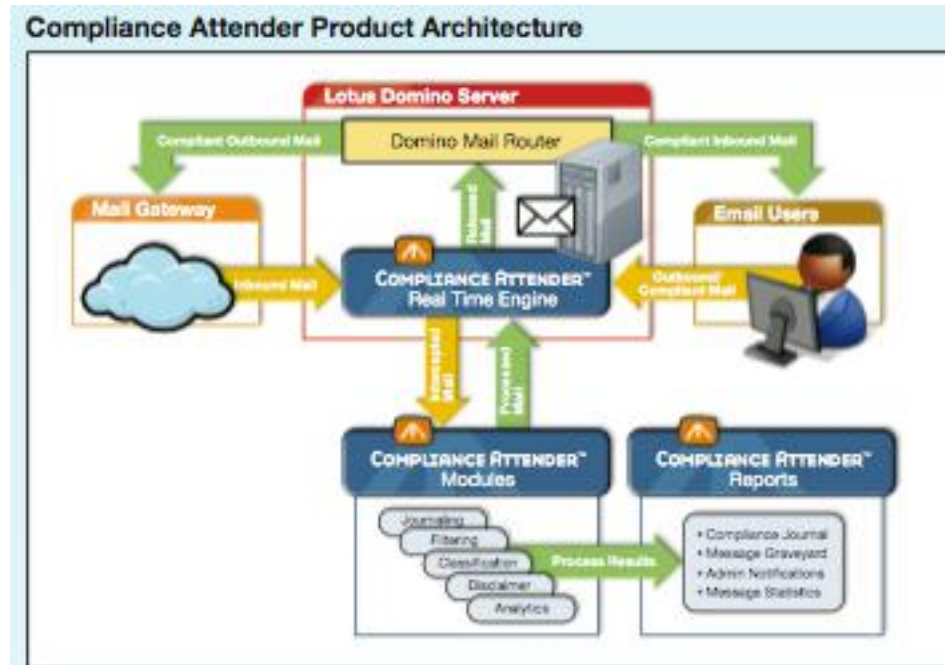 Compliance Attender Product Architecture
Lotus Domino Server
Compliant Outbound Mail
Domino Mail Router
Compliant Inbound Mail
Mail Gateway
Released
Mail
Email Users
Inbound Mail
COMPLIANCE ATTENDER™
Real Time Engine
Outbound/
Compliant Mail
Intercepted
Mail
Processed
Mail
COMPLIANCE ATTENDER™
Modules
COMPLIANCE ATTENDER™
Reports
Journaling
Filtering
Classification
Disclaimer
Analytics
Process Results
• Compliance Journal
• Message Graveyard
• Admin Notifications
• Message Statistics